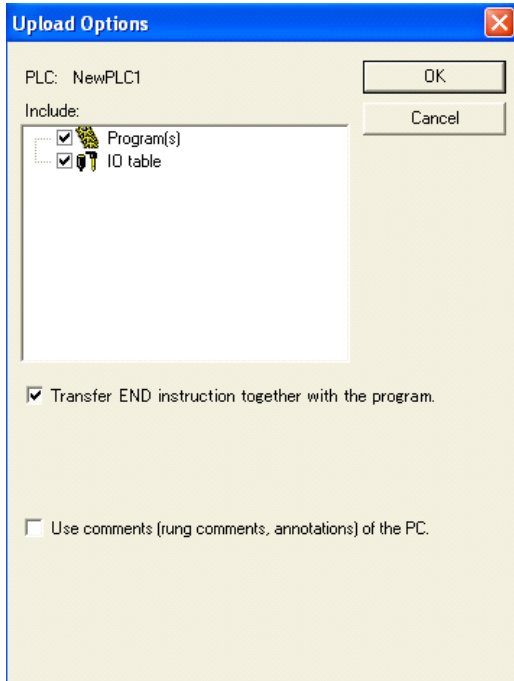 Upload Options
PLC: NewPLC1
OK
Include:
Cancel
Program(s)
IO table
Transfer END instruction together with the program.
Use comments (rung comments, annotations) of the PC.